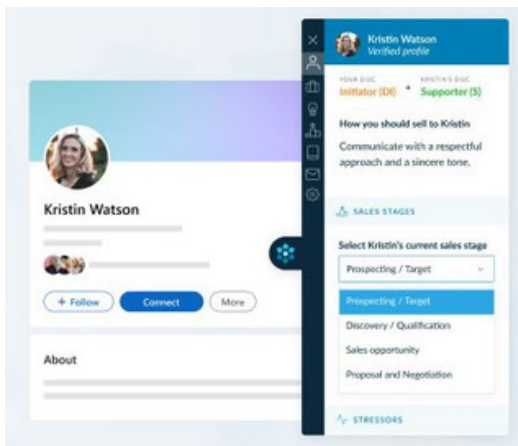 Kristin Watson
+ Follow
Connect
More
About
Kristin Watson
Verified profile
YOUR DISC
KRISTIN'S DISC
Initiator (DI)
+
Supporter (S)
How you should sell to Kristin
Communicate with a respectful
approach and a sincere tone.
SALES STAGES
Select Kristin's current sales stage
Prospecting / Target
Prospecting / Target
Discovery / Qualification
Sales opportunity
Proposal and Negotiation
STRESSORS